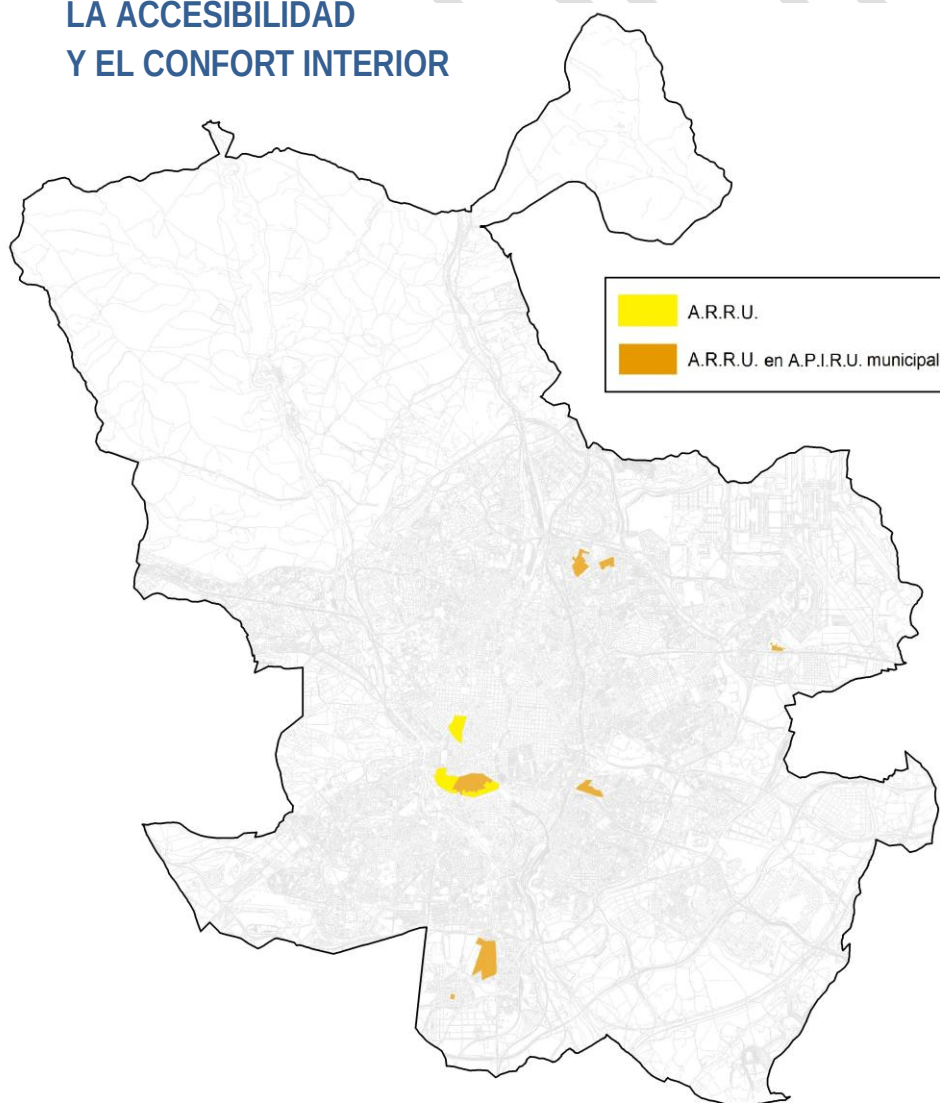 LA ACCESIBILIDAD
Y EL CONFORT INTERIOR
A.R.R.U.
A.R.R.U. en A.P.I.R.U. municipal